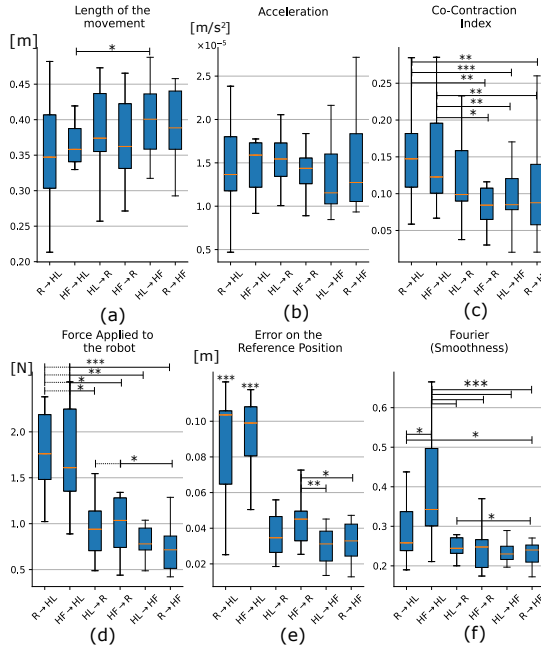 Length of the
movement
[m]
*
0.50
0.45
0.40
0.35
0.30
0.25
0.20
R→HL
HF→HL
HL→R
HF→R
HL→HF
R→HF
(a)
Acceleration
[m/s²]
×10⁻⁵
2.5
2.0
1.5
1.0
0.5
R→HL
HF→HL
HL→R
HF→R
HL→HF
R→HF
(b)
Co-Contraction
Index
**
***
**
**
**
*
0.25
0.20
0.15
0.10
0.05
R→HL
HF→HL
HL→R
HF→R
HL→HF
R→HF
(c)
Force Applied to
the robot
[N]
***
**
*
*
*
2.0
1.5
1.0
0.5
R→HL
HF→HL
HL→R
HF→R
HL→HF
R→HF
(d)
Error on the
Reference Position
[m]
***
***
*
**
0.10
0.08
0.06
0.04
0.02
R→HL
HF→HL
HL→R
HF→R
HL→HF
R→HF
(e)
Fourier
(Smoothness)
***
*
*
*
0.6
0.5
0.4
0.3
0.2
R→HL
HF→HL
HL→R
HF→R
HL→HF
R→HF
(f)